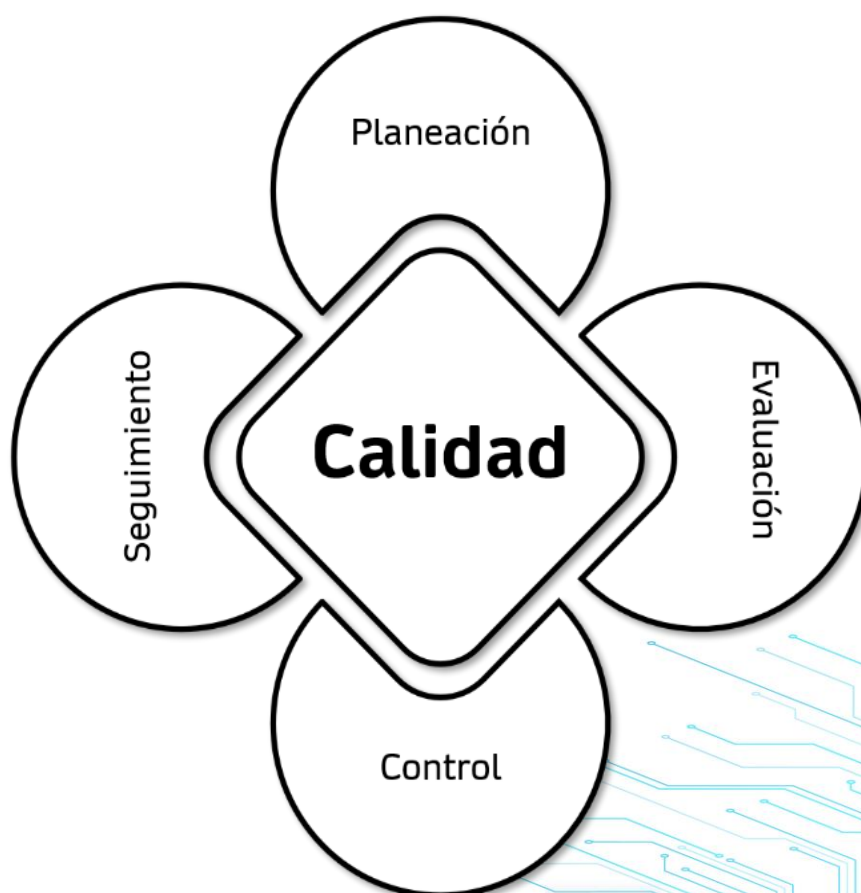 Planeación
Seguimiento
Calidad
Evaluación
Control